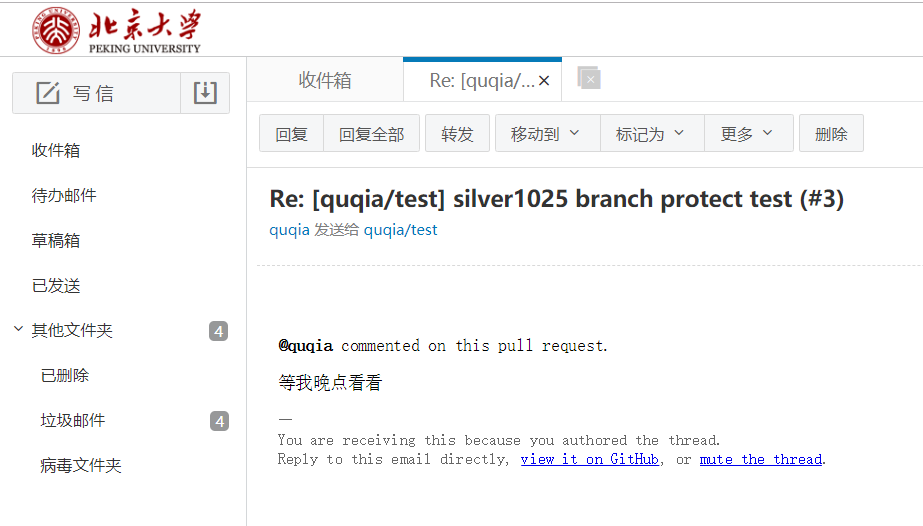 北京大学
PEKING UNIVERSITY
写信
收件箱
待办邮件
草稿箱
已发送
其他文件夹 4
已删除
垃圾邮件 4
病毒文件夹
收件箱 Re: [quqia/...
回复 回复全部 转发 移动到 标记为 更多 删除
Re: [quqia/test] silver1025 branch protect test (#3)
quqia 发送给 quqia/test
@quqia commented on this pull request.
等我晚点看看
—
You are receiving this because you authored the thread.
Reply to this email directly, view it on GitHub, or mute the thread.